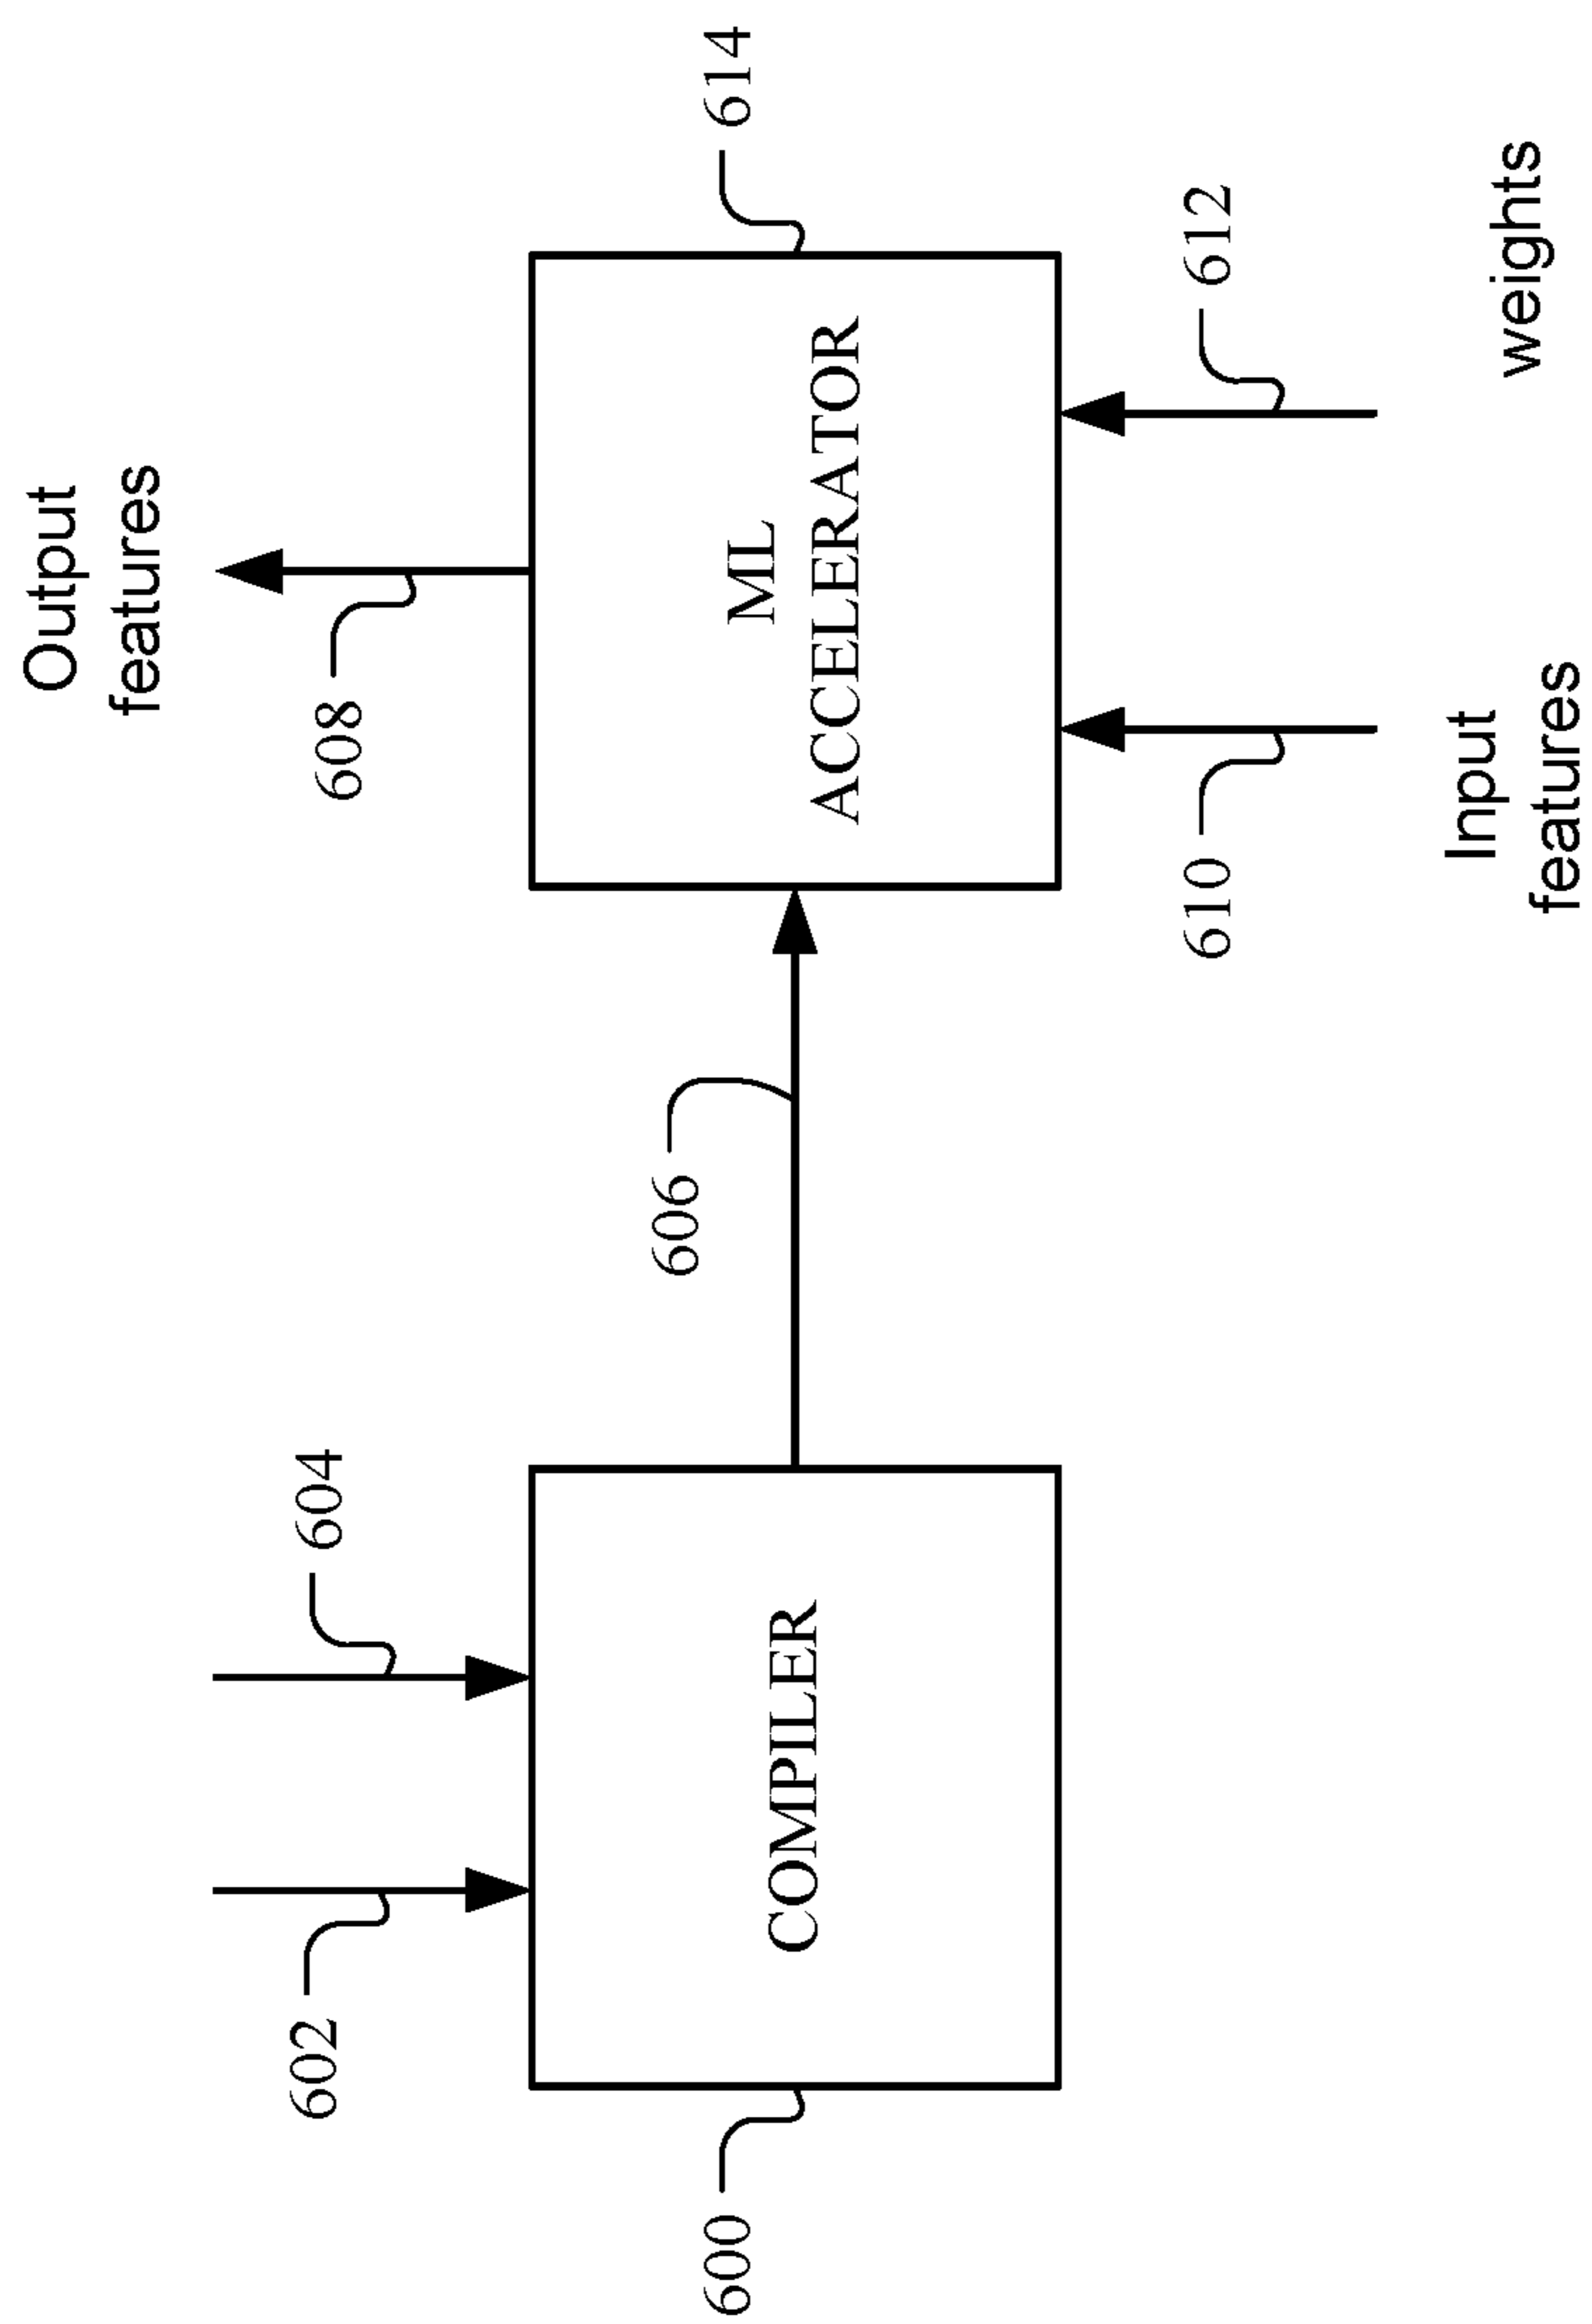 Output
features
602
604
608
614
606
600
COMPILER
ML
ACCELERATOR
610
612
Input
features
weights